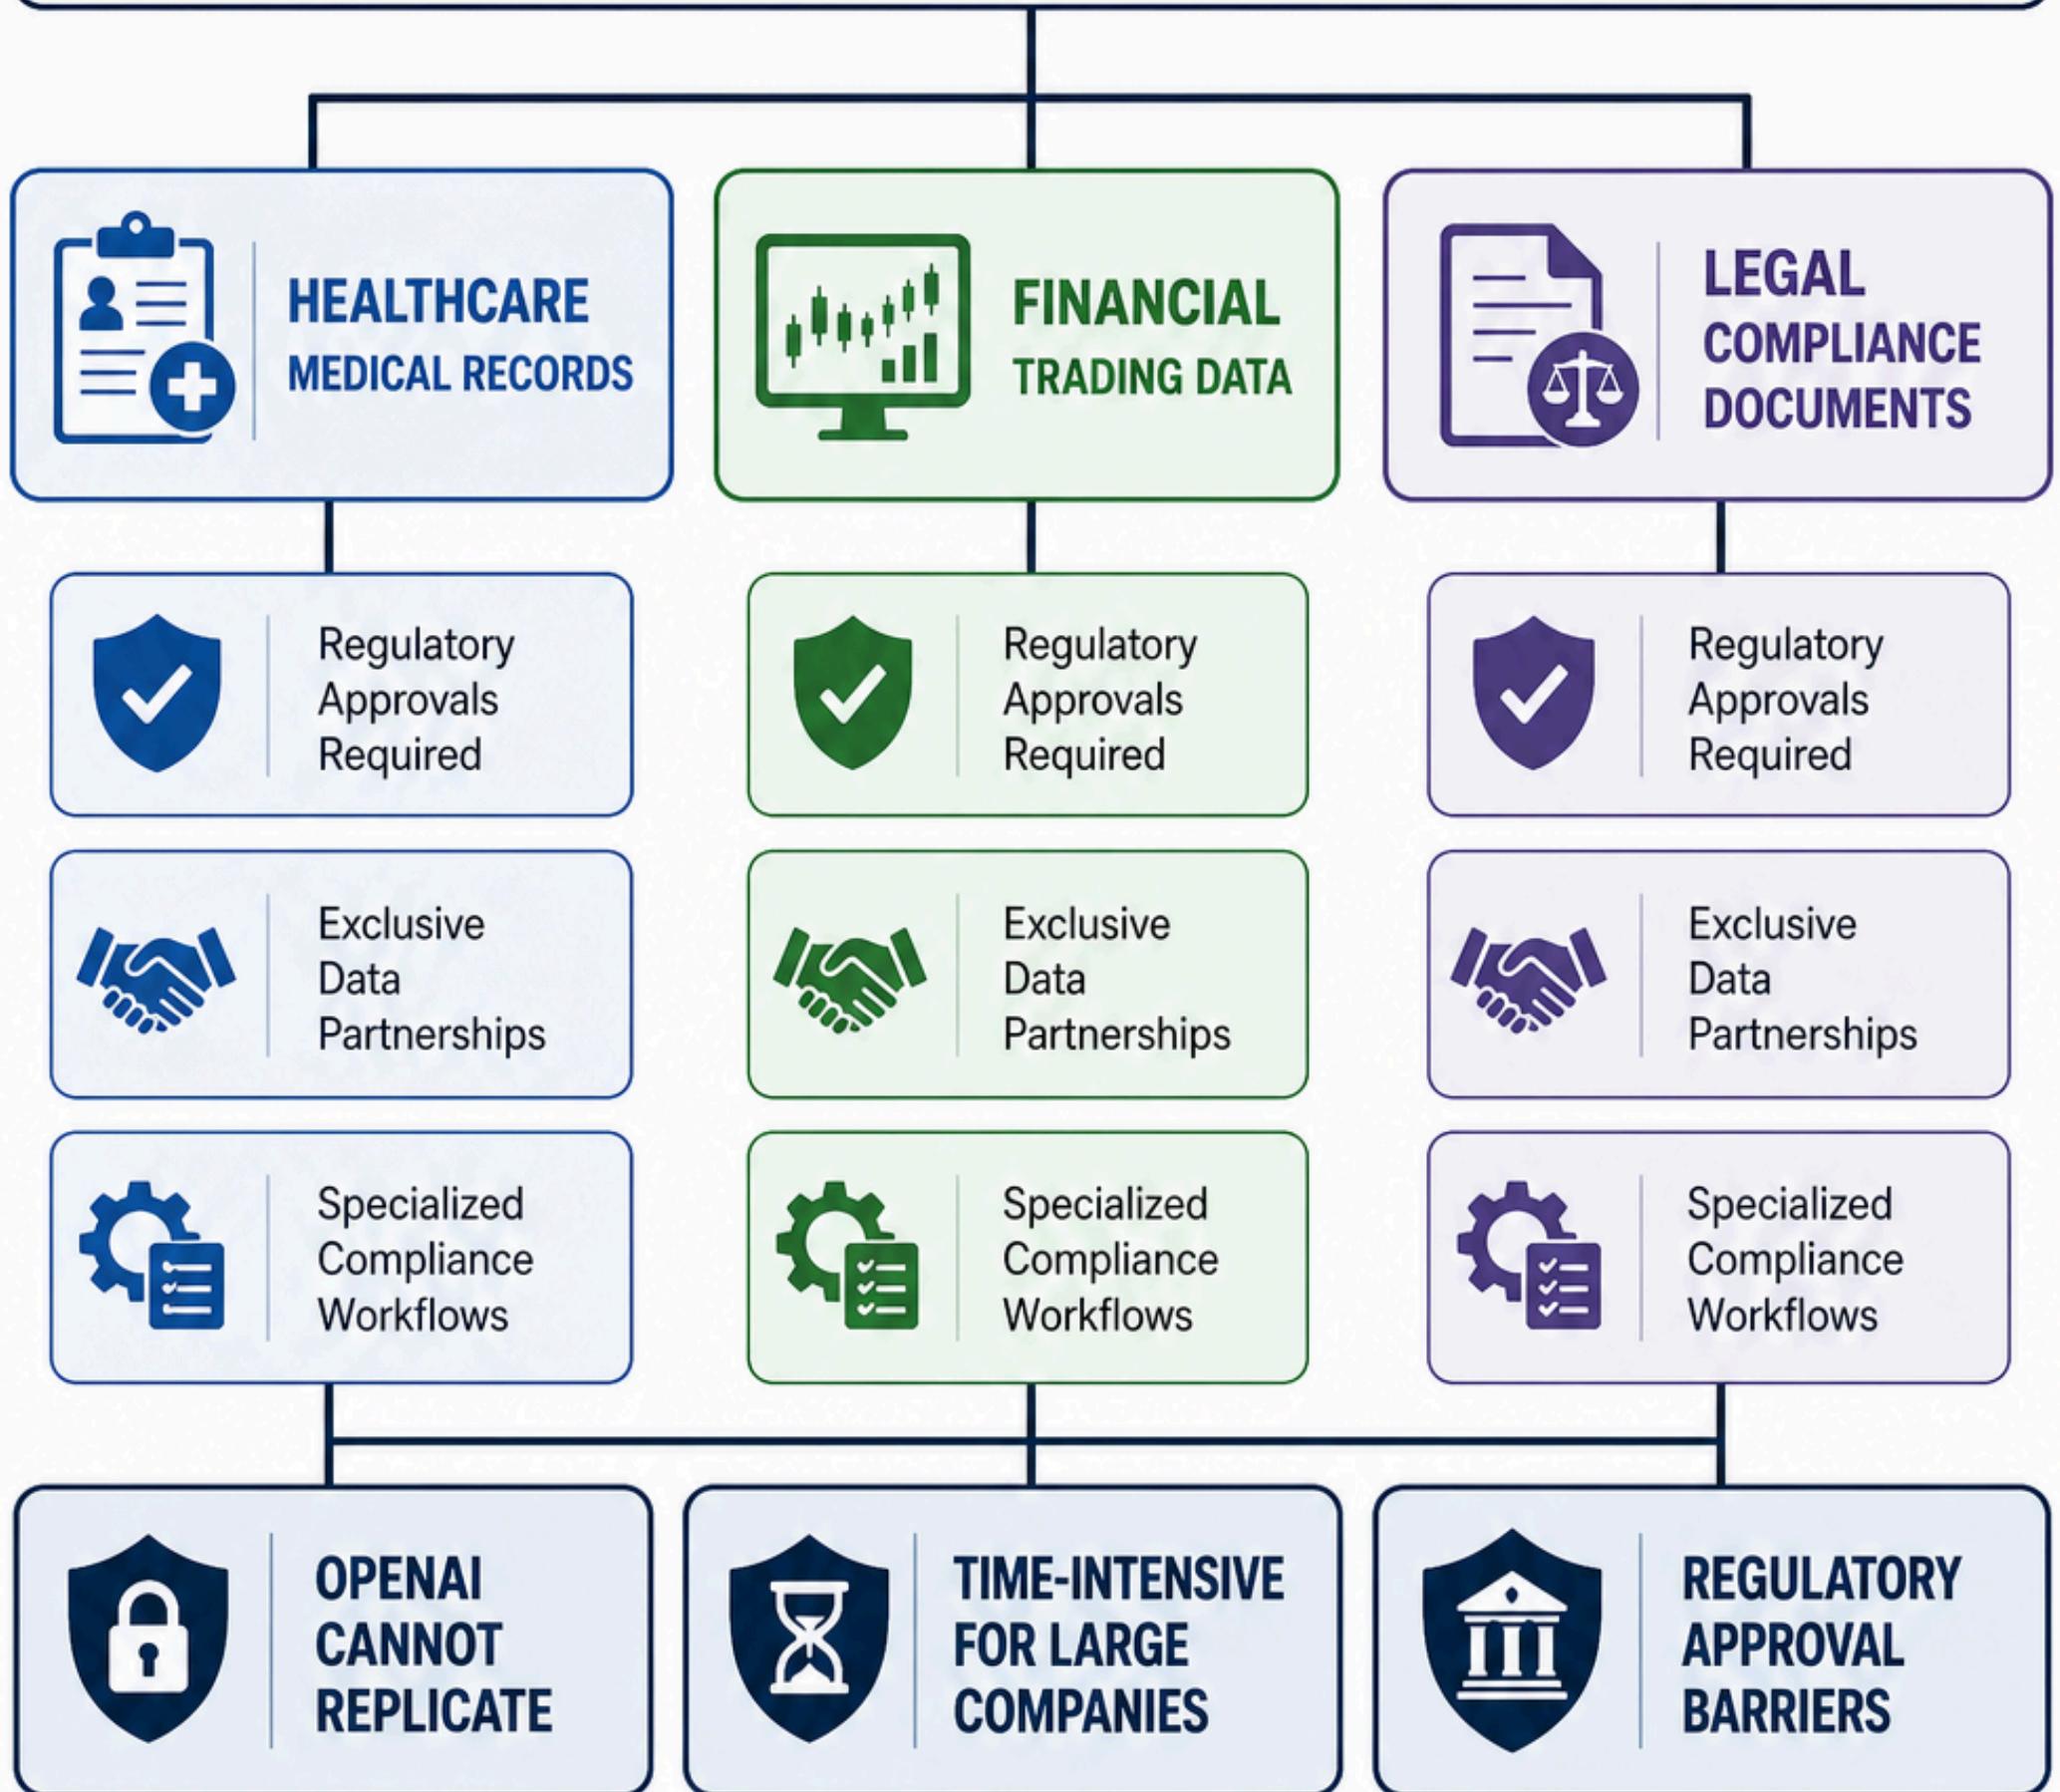 HEALTHCARE
MEDICAL RECORDS
FINANCIAL
TRADING DATA
LEGAL
COMPLIANCE
DOCUMENTS
Regulatory
Approvals
Required
Regulatory
Approvals
Required
Regulatory
Approvals
Required
Exclusive
Data
Partnerships
Exclusive
Data
Partnerships
Exclusive
Data
Partnerships
Specialized
Compliance
Workflows
Specialized
Compliance
Workflows
Specialized
Compliance
Workflows
OPENAI
CANNOT
REPLICATE
TIME-INTENSIVE
FOR LARGE
COMPANIES
REGULATORY
APPROVAL
BARRIERS